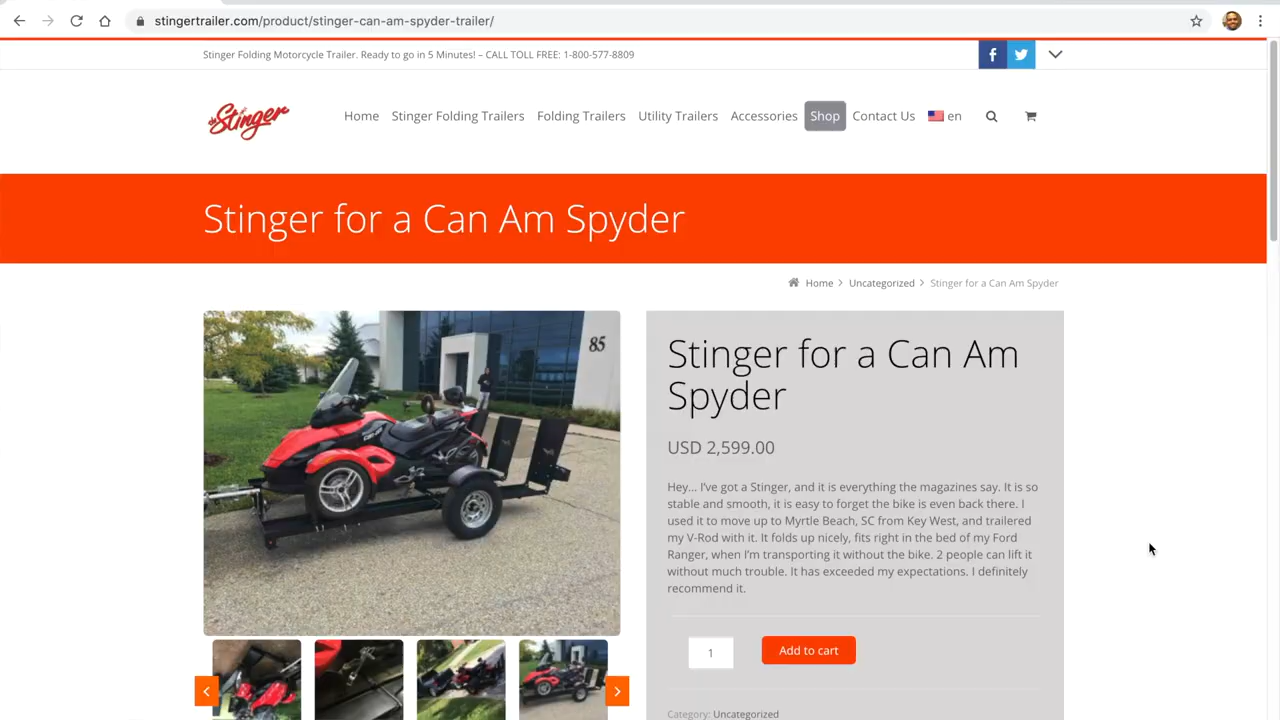 stingertrailer.com/product/stinger-can-am-spyder-trailer/
Stinger Folding Motorcycle Trailer. Ready to go in 5 Minutes! – CALL TOLL FREE: 1-800-577-8809
Stinger
Home Stinger Folding Trailers Folding Trailers Utility Trailers Accessories Shop Contact Us en
Stinger for a Can Am Spyder
Home > Uncategorized > Stinger for a Can Am Spyder
85
Stinger for a Can Am
Spyder
USD 2,599.00
Hey... I've got a Stinger, and it is everything the magazines say. It is so
stable and smooth, it is easy to forget the bike is even back there. I
used it to move up to Myrtle Beach, SC from Key West, and trailered
my V-Rod with it. It folds up nicely, fits right in the bed of my Ford
Ranger, when I'm transporting it without the bike. 2 people can lift it
without much trouble. It has exceeded my expectations. I definitely
recommend it.
1
Add to cart
Category: Uncategorized